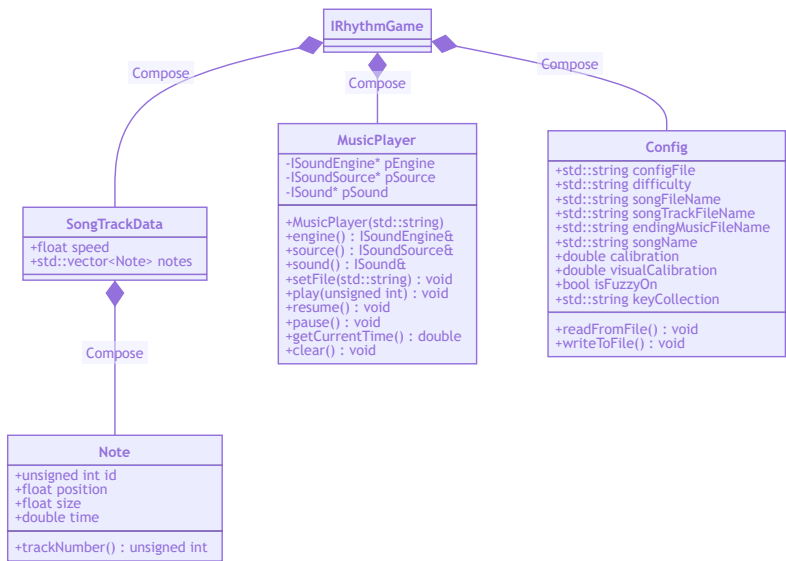 IRhythmGame
Compose
Compose
Compose
MusicPlayer
-ISoundEngine* pEngine
-ISoundSource* pSource
-ISound* pSound
+MusicPlayer(std::string)
+engine() : ISoundEngine&
+source() : ISoundSource&
+sound() : ISound&
+setFile(std::string) : void
+play(unsigned int) : void
+resume() : void
+pause() : void
+getCurrentTime() : double
+clear() : void
Config
+std::string configFile
+std::string difficulty
+std::string songFileName
+std::string songTrackFileName
+std::string endingMusicFileName
+std::string songName
+double calibration
+double visualCalibration
+bool isFuzzyOn
+std::string keyCollection
+readFromFile() : void
+writeToFile() : void
SongTrackData
+float speed
+std::vector<Note> notes
Compose
Note
+unsigned int id
+float position
+float size
+double time
+trackNumber() : unsigned int